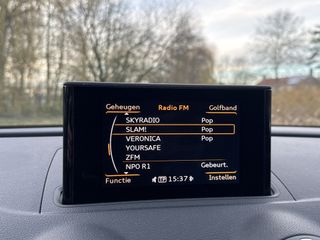 Geheugen Radio FM Golfband
SKYRADIO Pop
SLAM! Pop
VERONICA Pop
YOURSAFE
ZFM
NPO R1 Gebeurt.
Functie TP 15:37 Instellen